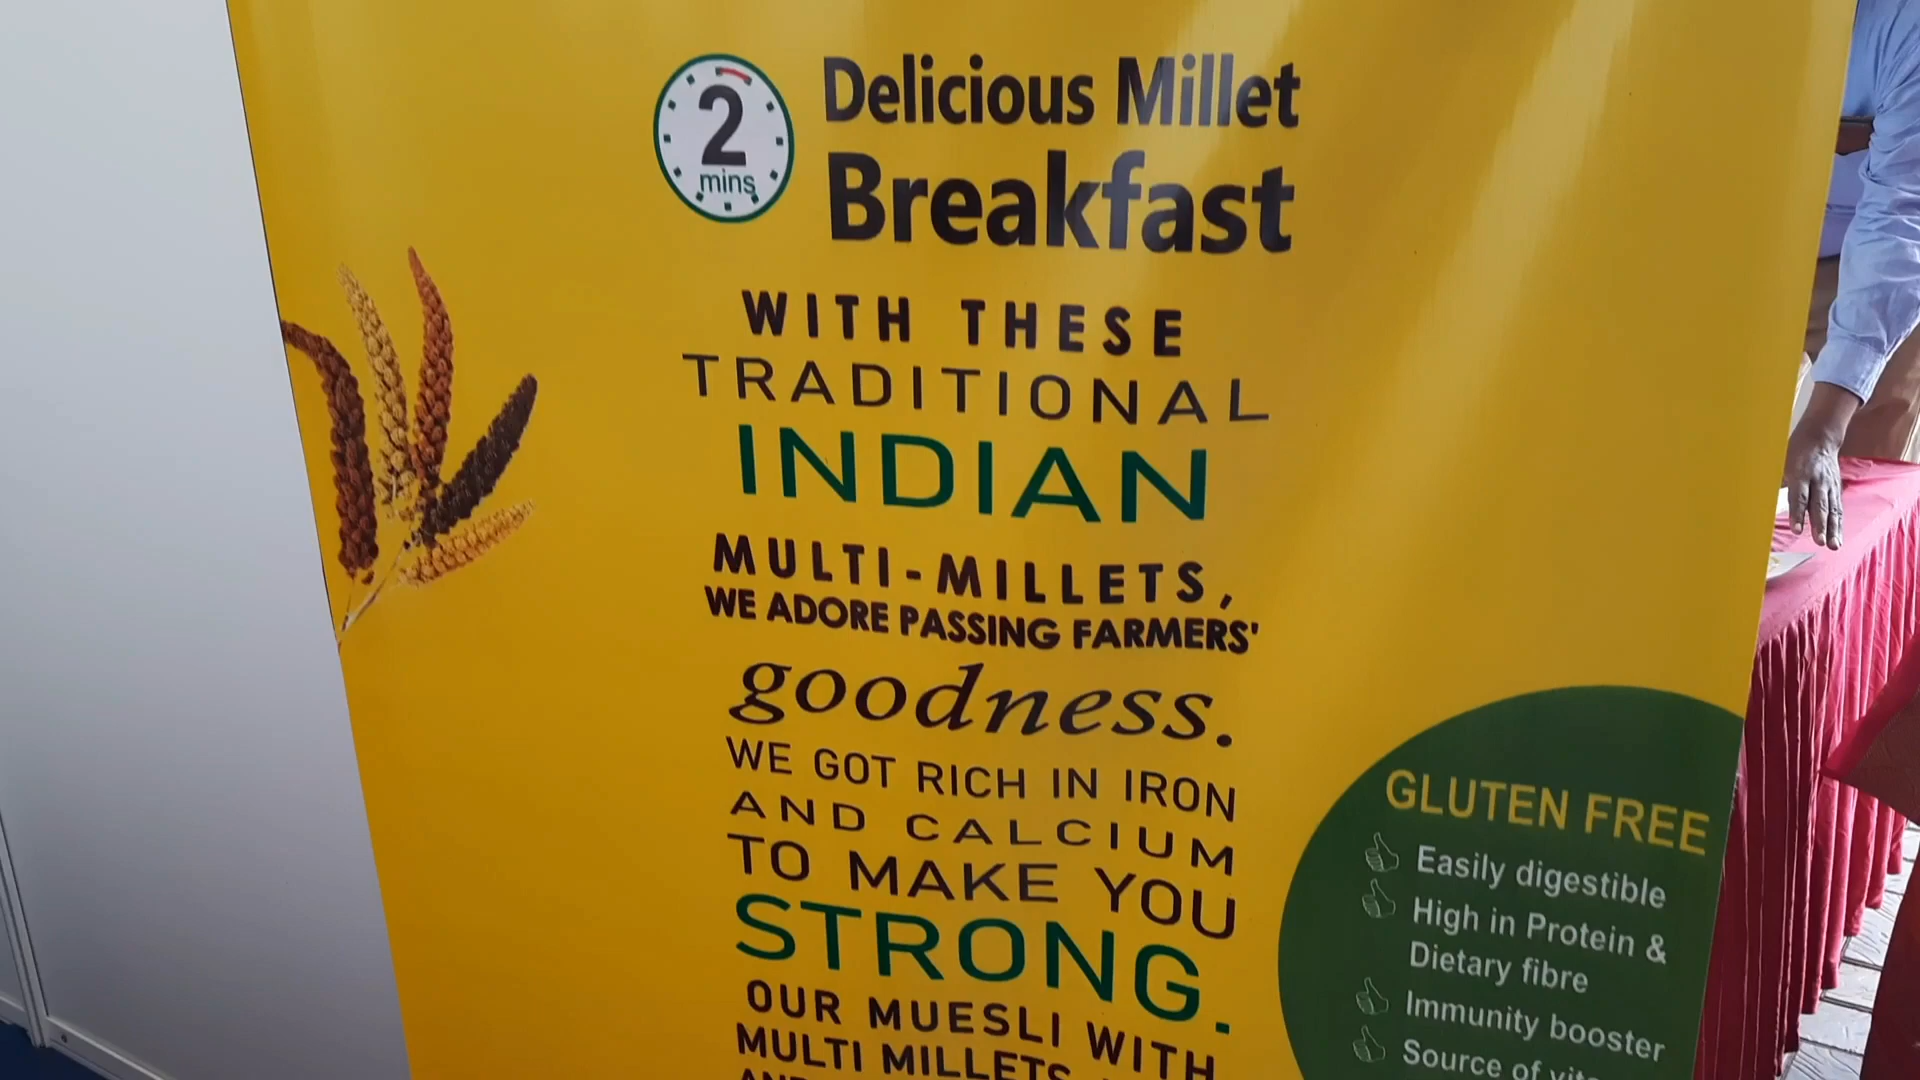 2
mins
Delicious Millet
Breakfast
WITH THESE
TRADITIONAL
INDIAN
MULTI-MILLETS,
WE ADORE PASSING FARMERS'
goodness.
WE GOT RICH IN IRON
AND CALCIUM
TO MAKE YOU
STRONG.
OUR MUESLI WITH
MULTI MILLETS
GLUTEN FREE
Easily digestible
High in Protein &
Dietary fibre
Immunity booster
Source of